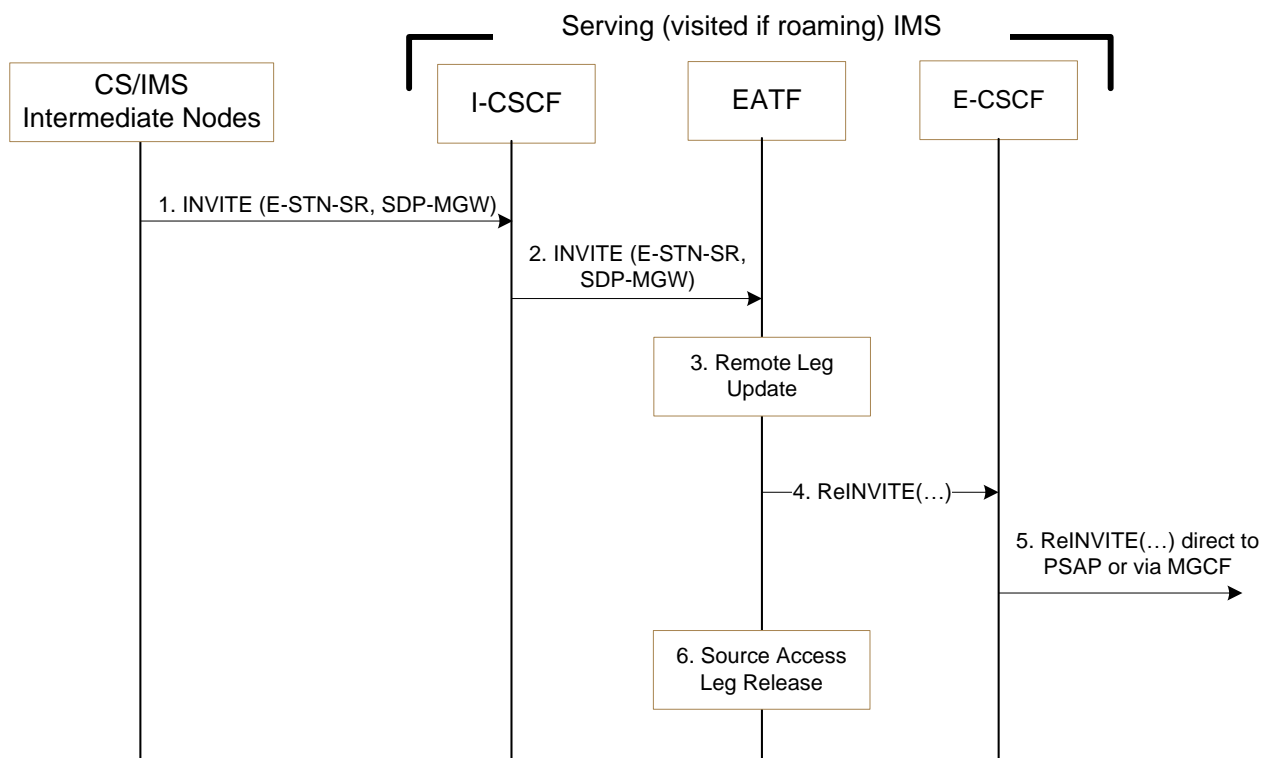 Serving (visited if roaming) IMS
CS/IMS
Intermediate Nodes
I-CSCF
EATF
E-CSCF
1. INVITE (E-STN-SR, SDP-MGW)
2. INVITE (E-STN-SR,
SDP-MGW)
3. Remote Leg
Update
4. ReINVITE(…)
5. ReINVITE(…) direct to
PSAP or via MGCF
6. Source Access
Leg Release